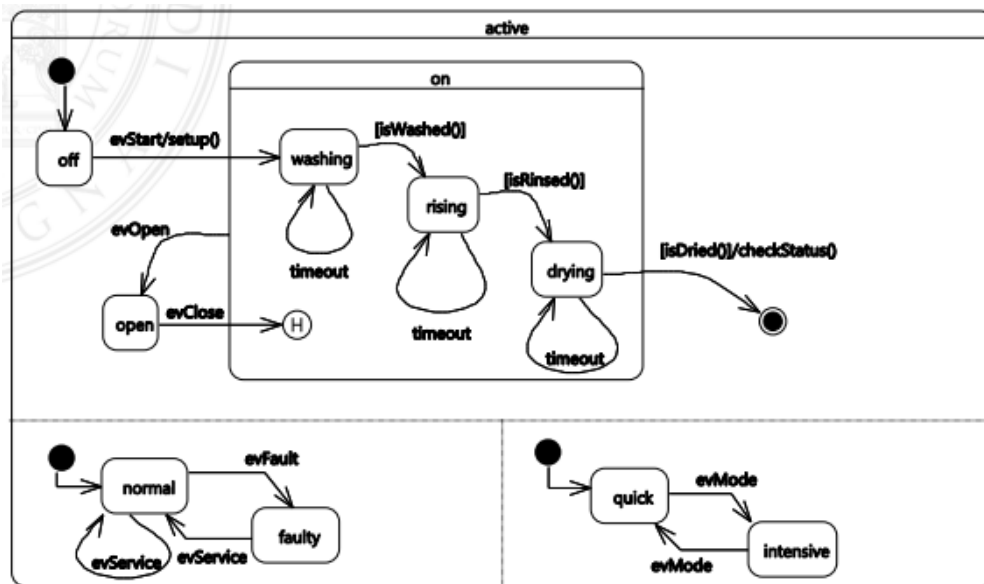 active
on
evStart/setup()
off
washing
[isWashed()]
rising
[isRinsed()]
timeout
evOpen
drying
[isDried()]/checkStatus()
open
evClose
H
timeout
timeout
normal
evFault
faulty
evService
evService
quick
evMode
intensive
evMode